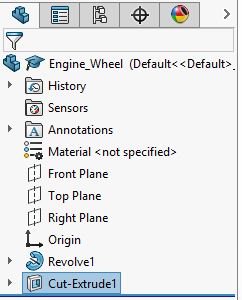 Engine_Wheel (Default<<Default>_
History
Sensors
Annotations
Material <not specified>
Front Plane
Top Plane
Right Plane
Origin
Revolve1
Cut-Extrude1